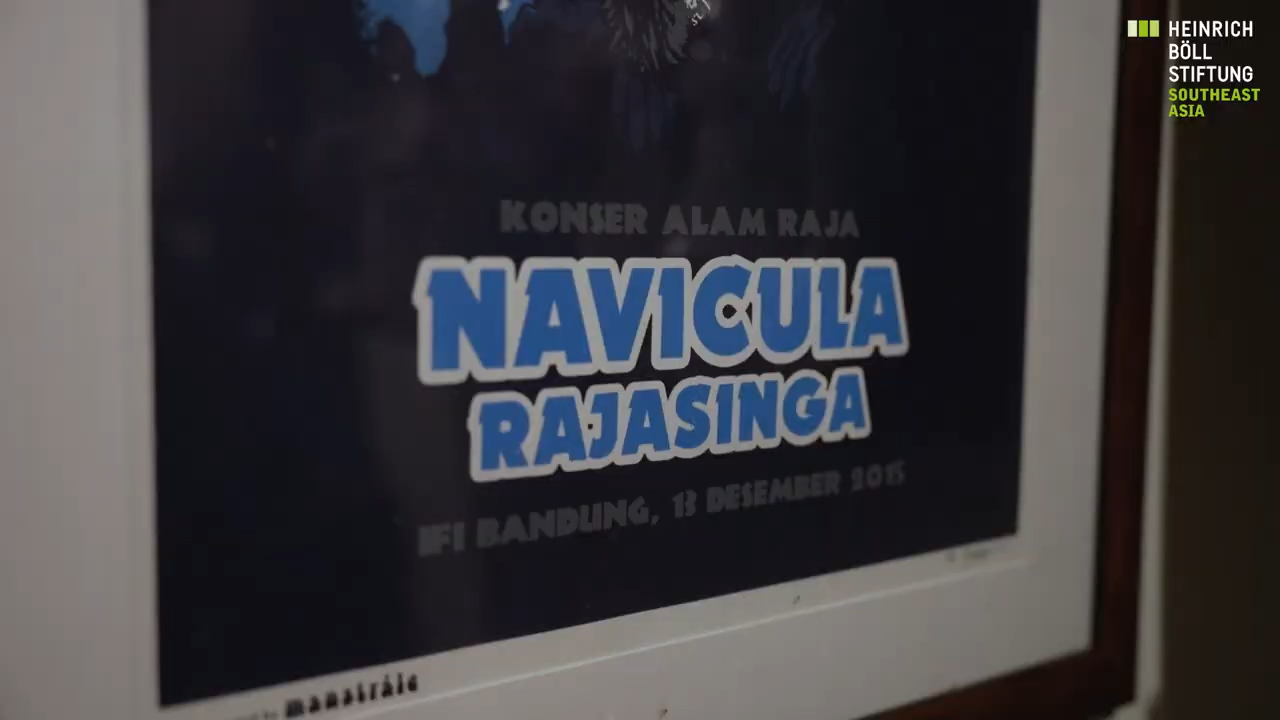 HEINRICH
BÖLL
STIFTUNG
SOUTHEAST
ASIA
KONSER ALAM RAJA
NAVICULA
RAJASINGA
IFI BANDUNG, 13 DESEMBER 2015